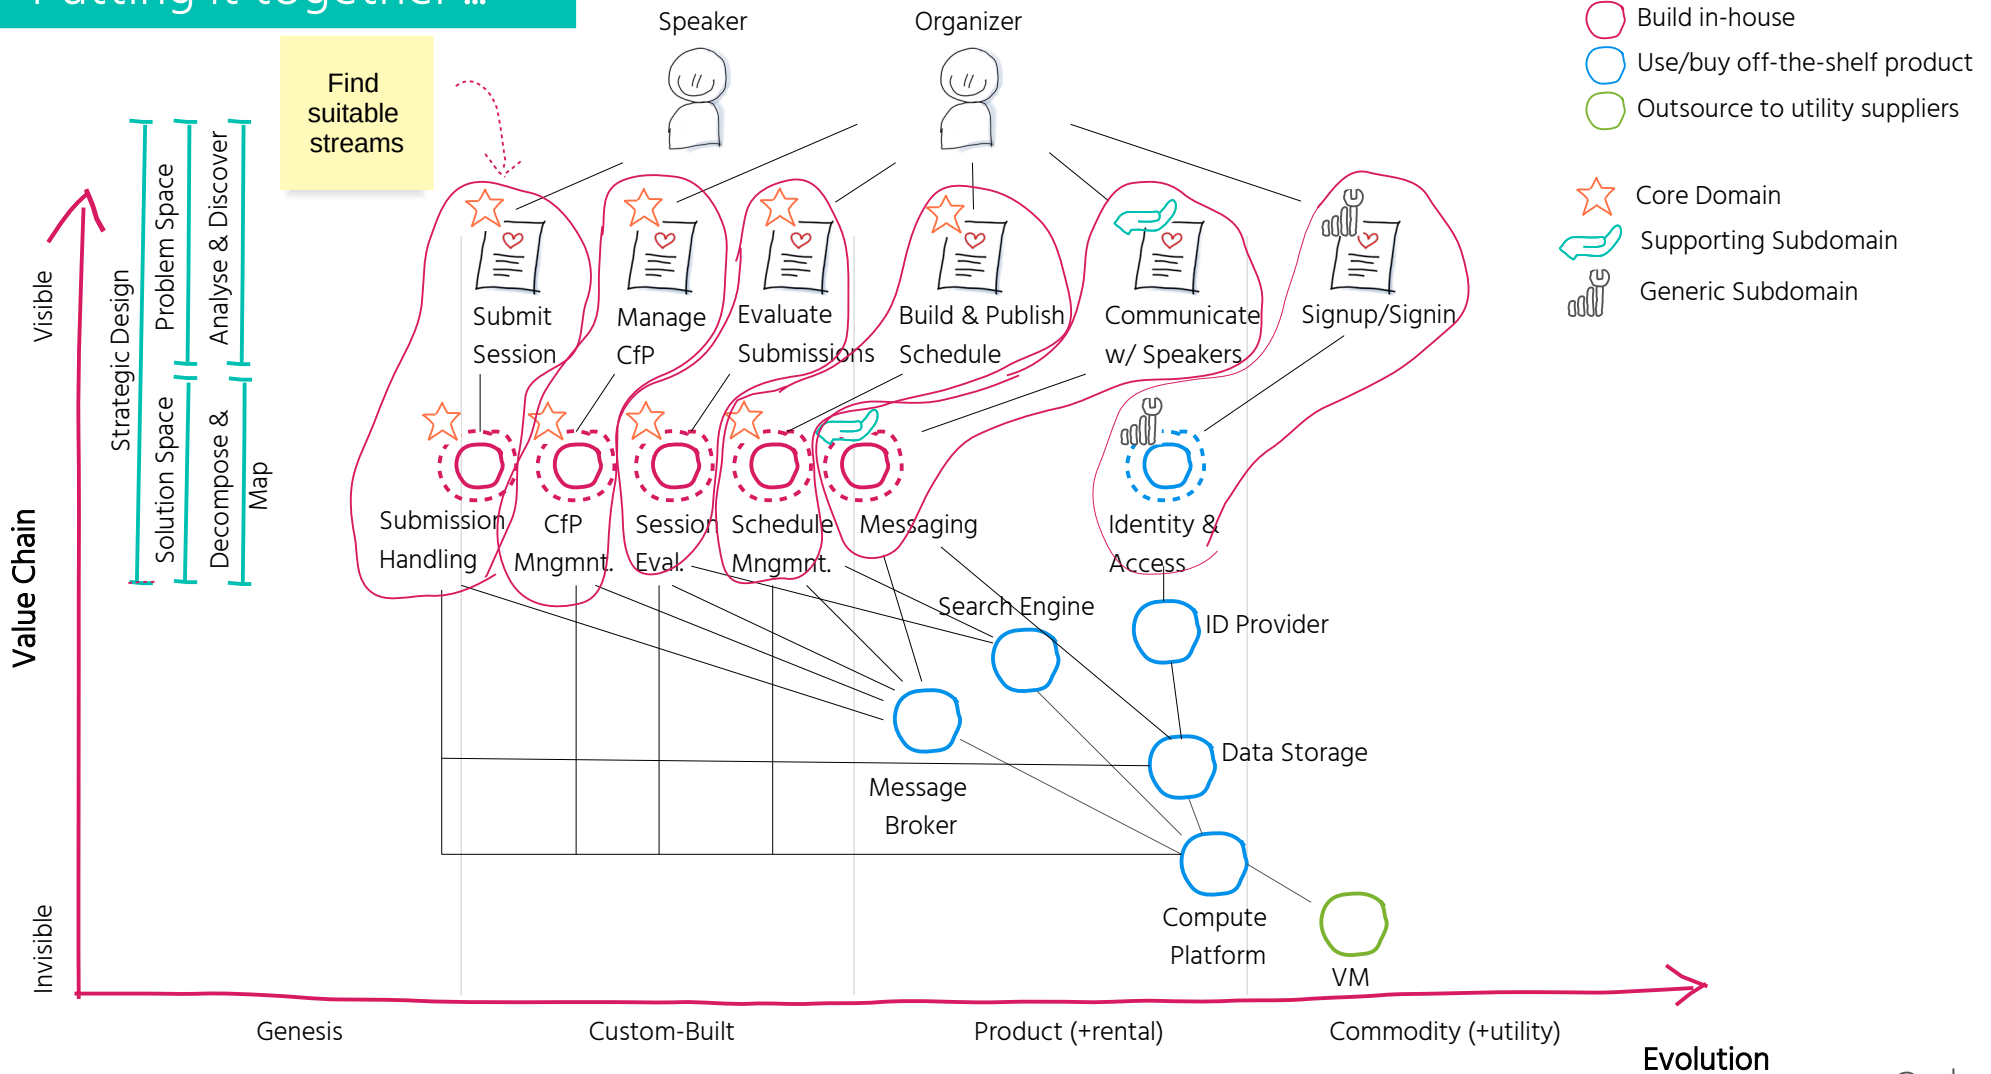 Putting it together ...
Speaker
Organizer
Build in-house
Use/buy off-the-shelf product
Outsource to utility suppliers
Core Domain
Supporting Subdomain
Generic Subdomain
Find
suitable
streams
Strategic Design
Problem Space
Analyse & Discover
Solution Space
Decompose &
Map
Value Chain
Visible
Invisible
Submit
Session
Manage
CfP
Evaluate
Submissions
Build & Publish
Schedule
Communicate
w/ Speakers
Signup/Signin
Submission
Handling
CfP
Mngmnt.
Session
Eval.
Schedule
Mngmnt.
Messaging
Identity &
Access
Search Engine
ID Provider
Data Storage
Message
Broker
Compute
Platform
VM
Genesis
Custom-Built
Product (+rental)
Commodity (+utility)
Evolution